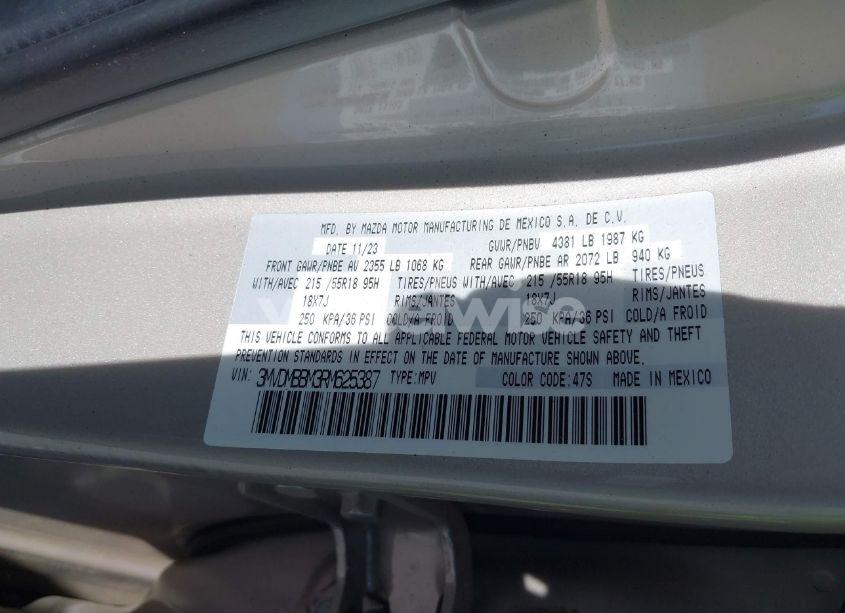 MFD. BY MAZDA MOTOR MANUFACTURING DE MEXICO S.A. DE C.V.
DATE 11/23 GVWR/PNBV 4381 LB 1987 KG
FRONT GAWR/PNBE AV 2355 LB 1068 KG REAR GAWR/PNBE AR 2072 LB 940 KG
WITH/AVEC 215 /55R18 95H TIRES/PNEUS WITH/AVEC 215 /55R18 95H TIRES/PNEUS
18X7J RIMS/JANTES 18X7J RIMS/JANTES
250 KPA/36 PSI COLD/A FROID 250 KPA/36 PSI COLD/A FROID
THIS VEHICLE CONFORMS TO ALL APPLICABLE FEDERAL MOTOR VEHICLE SAFETY AND THEFT
PREVENTION STANDARDS IN EFFECT ON THE DATE OF MANUFACTURE SHOWN ABOVE.
VIN: 3MVDMBBM3RM625387 TYPE:MPV COLOR CODE:47S MADE IN MEXICO